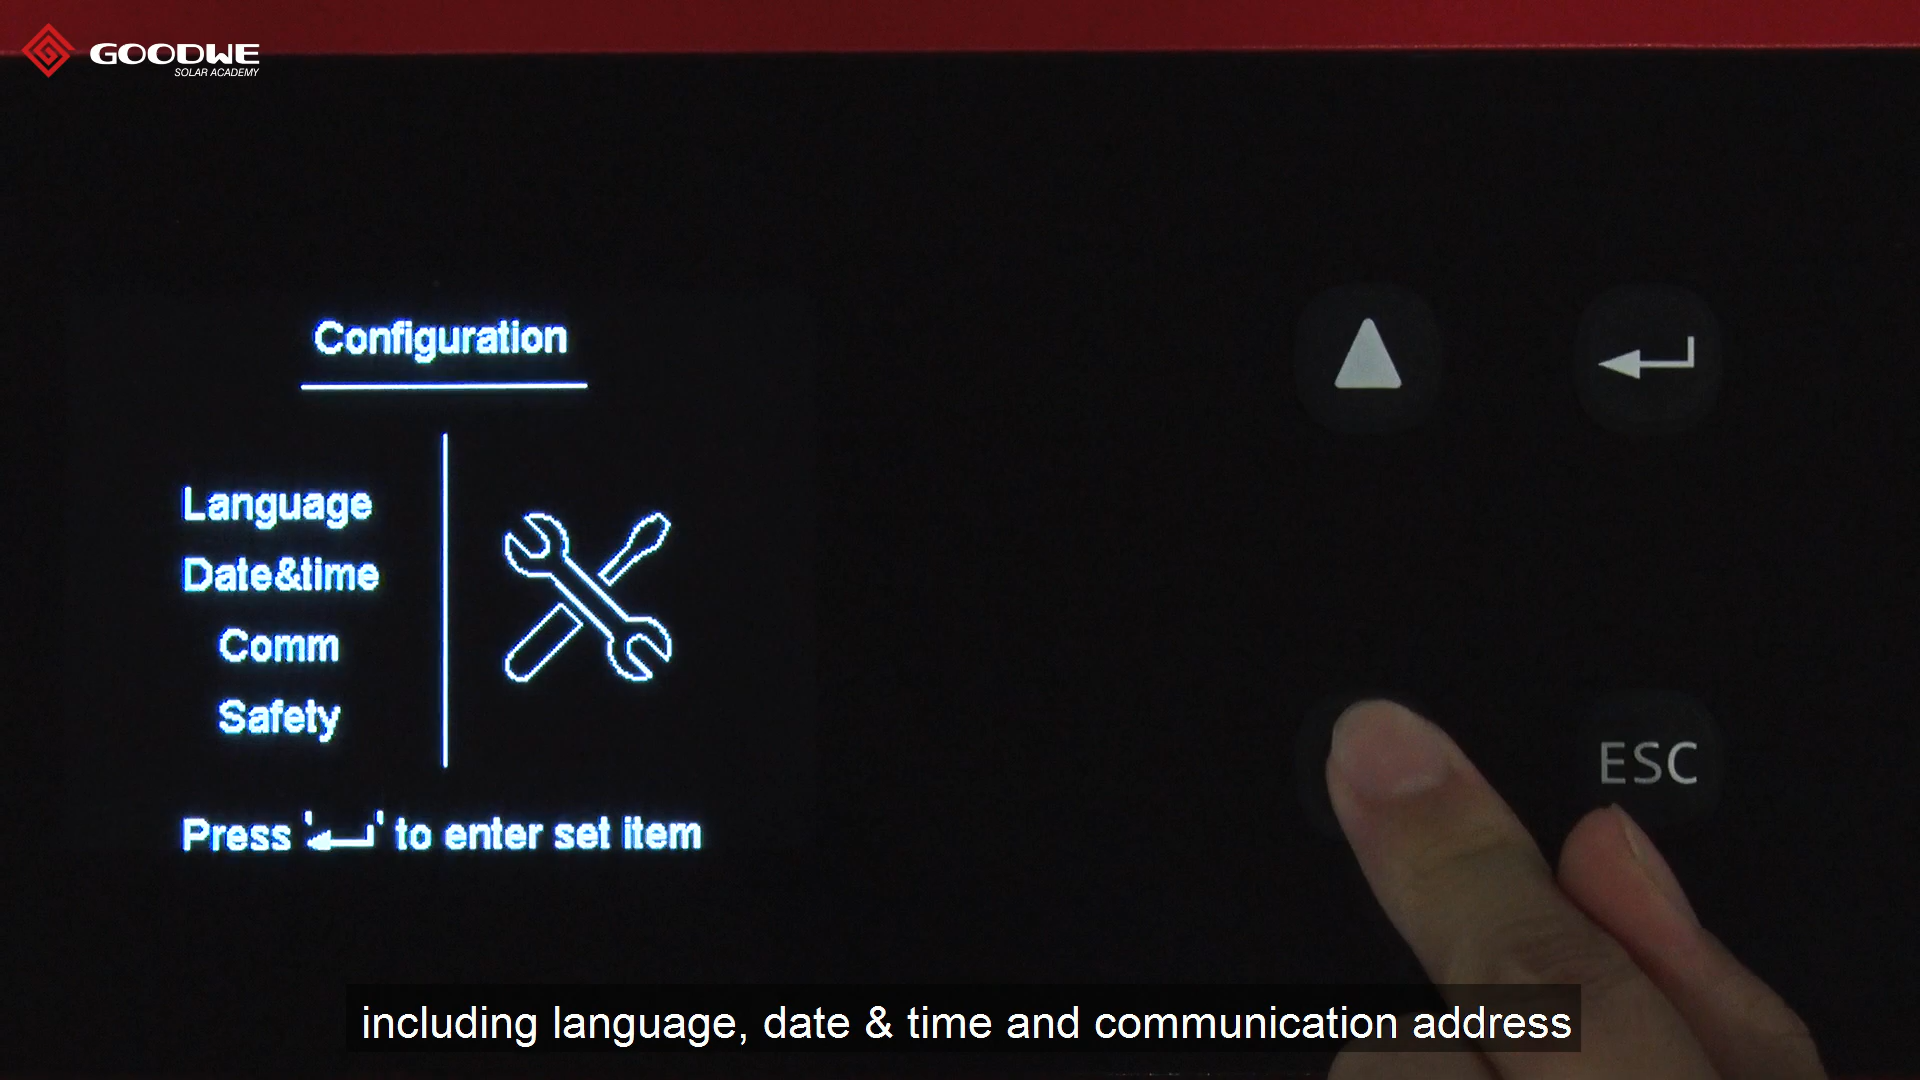 GOODWE
SOLAR ACADEMY
Configuration
Language
Date&time
Comm
Safety
Press '↵' to enter set item
ESC
including language, date & time and communication address